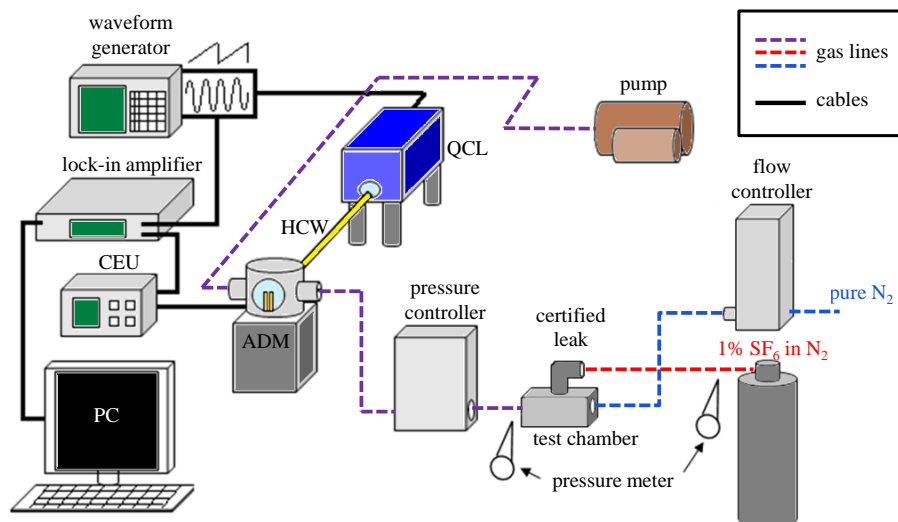 waveform
generator
gas lines
cables
pump
QCL
flow
controller
lock-in amplifier
HCW
CEU
pure N₂
pressure
controller
certified
leak
1% SF₆ in N₂
ADM
PC
test chamber
pressure meter